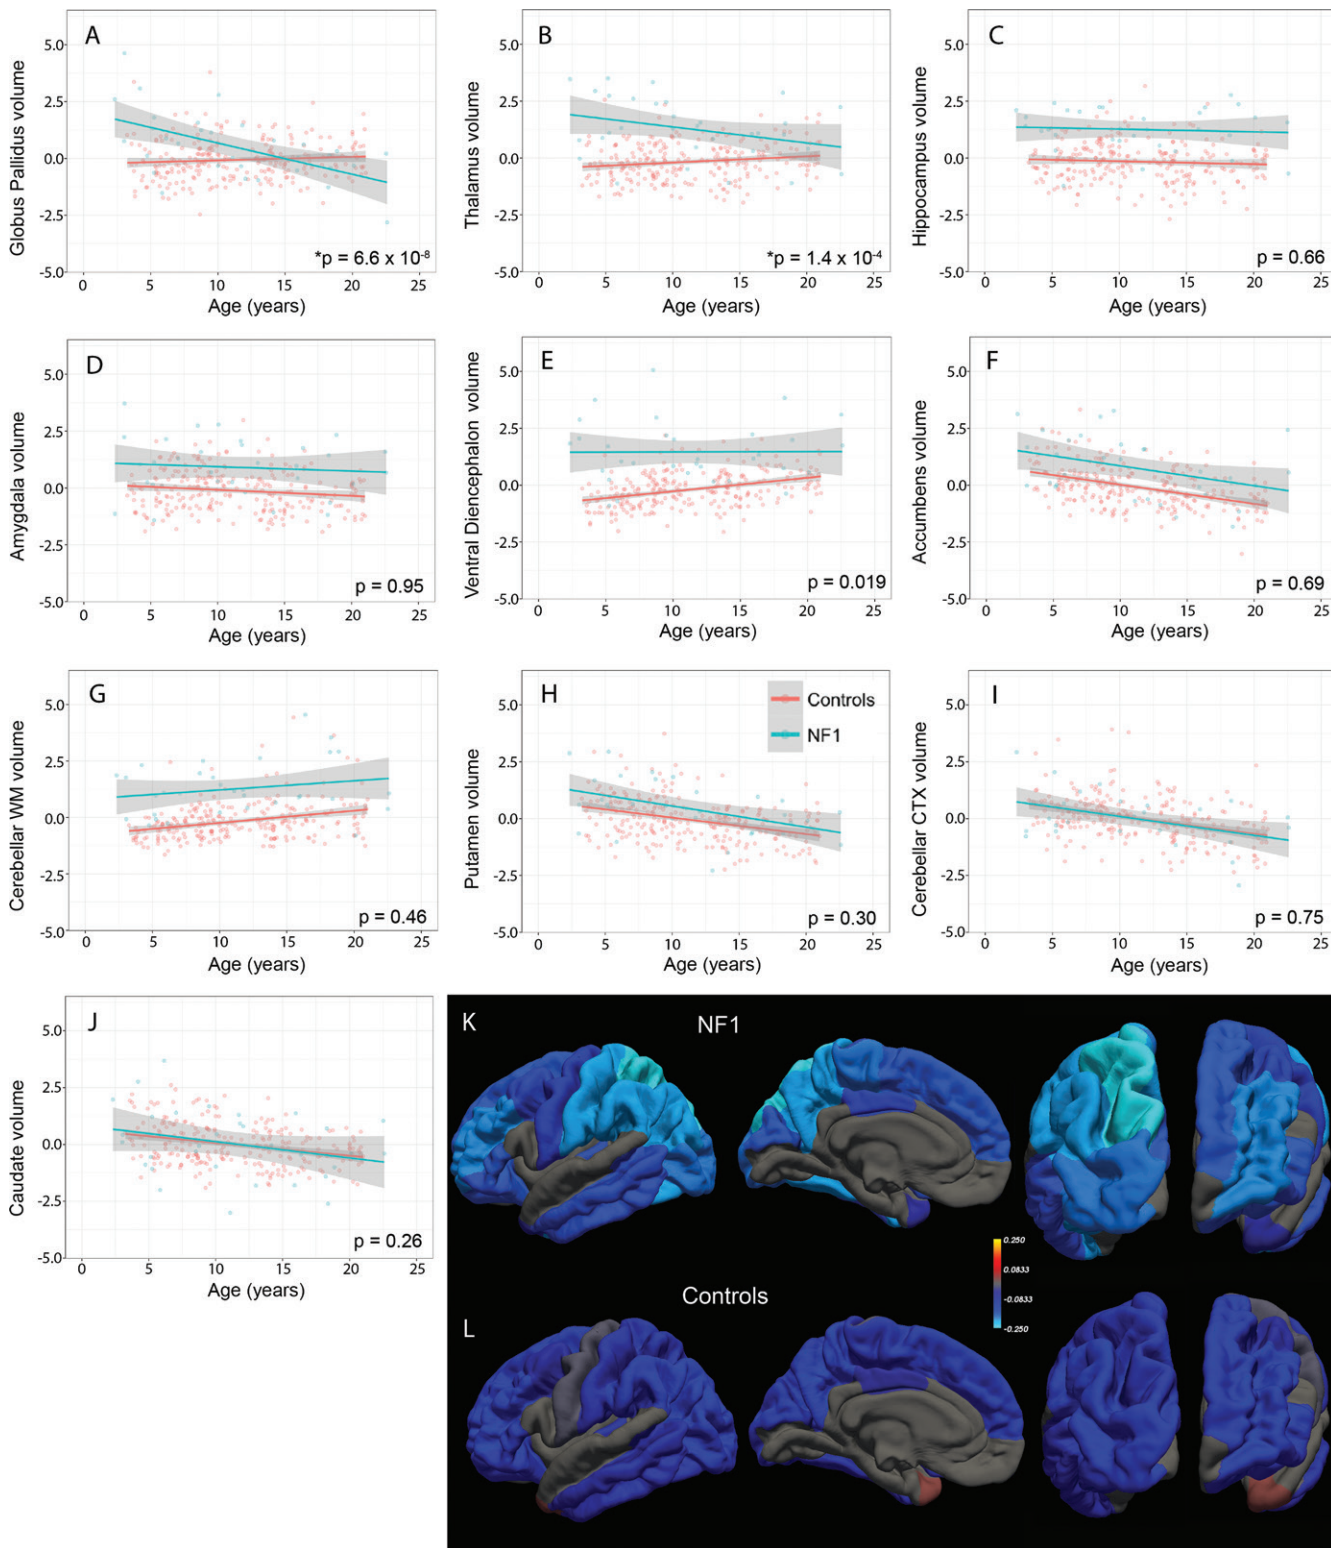 A
Globus Pallidus volume
5.0
2.5
0.0
-2.5
-5.0
*p = 6.6 x 10-8
0 5 10 15 20 25
Age (years)
B
Thalamus volume
5.0
2.5
0.0
-2.5
-5.0
*p = 1.4 x 10-4
0 5 10 15 20 25
Age (years)
C
Hippocampus volume
5.0
2.5
0.0
-2.5
-5.0
p = 0.66
0 5 10 15 20 25
Age (years)
D
Amygdala volume
5.0
2.5
0.0
-2.5
-5.0
p = 0.95
0 5 10 15 20 25
Age (years)
E
Ventral Diencephalon volume
5.0
2.5
0.0
-2.5
-5.0
p = 0.019
0 5 10 15 20 25
Age (years)
F
Accumbens volume
5.0
2.5
0.0
-2.5
-5.0
p = 0.69
0 5 10 15 20 25
Age (years)
G
Cerebellar WM volume
5.0
2.5
0.0
-2.5
-5.0
p = 0.46
0 5 10 15 20 25
Age (years)
H
Controls
NF1
Putamen volume
5.0
2.5
0.0
-2.5
-5.0
p = 0.30
0 5 10 15 20 25
Age (years)
I
Cerebellar CTX volume
5.0
2.5
0.0
-2.5
-5.0
p = 0.75
0 5 10 15 20 25
Age (years)
J
Caudate volume
5.0
2.5
0.0
-2.5
-5.0
p = 0.26
0 5 10 15 20 25
Age (years)
K
NF1
0.250
0.0833
-0.0833
-0.250
Controls
L